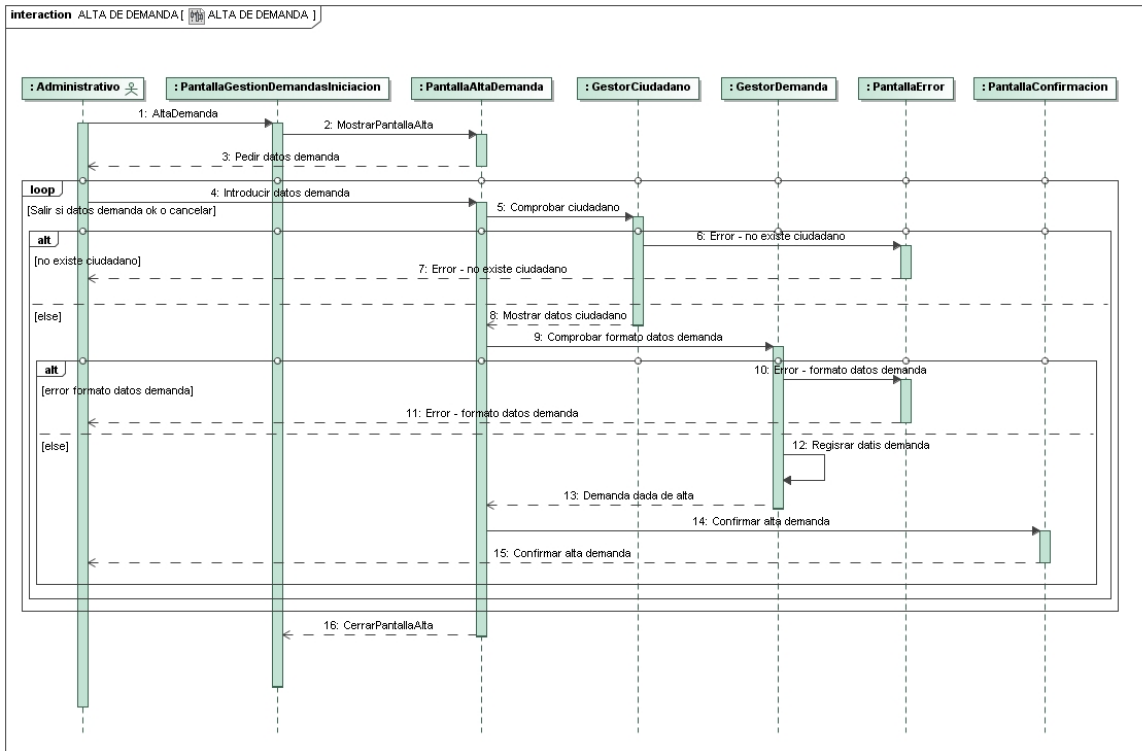 interaction ALTA DE DEMANDA [ ALTA DE DEMANDA ]
: Administrativo
: PantallaGestionDemandasIniciacion
: PantallaAltaDemanda
: GestorCiudadano
: GestorDemanda
: PantallaError
: PantallaConfirmacion
1: AltaDemanda
2: MostrarPantallaAlta
3: Pedir datos demanda
loop
4: Introducir datos demanda
[Salir si datos demanda ok o cancelar]
5: Comprobar ciudadano
alt
6: Error - no existe ciudadano
[no existe ciudadano]
7: Error - no existe ciudadano
[else]
8: Mostrar datos ciudadano
9: Comprobar formato datos demanda
alt
10: Error - formato datos demanda
[error formato datos demanda]
11: Error - formato datos demanda
[else]
12: Regisrar datis demanda
13: Demanda dada de alta
14: Confirmar alta demanda
15: Confirmar alta demanda
16: CerrarPantallaAlta